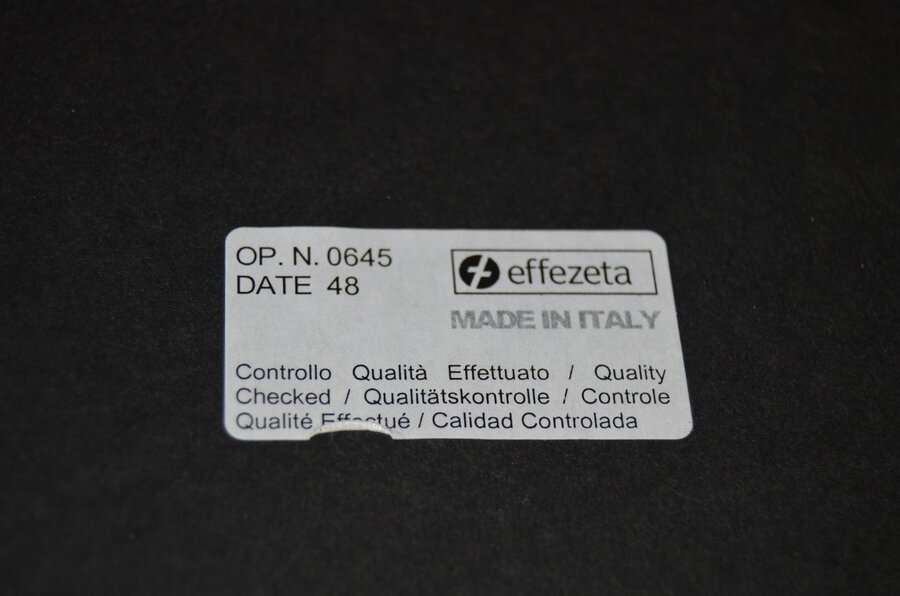 OP. N. 0645
DATE 48
effezeta
MADE IN ITALY
Controllo Qualità Effettuato / Quality
Checked / Qualitätskontrolle / Controle
Qualité Effectué / Calidad Controlada